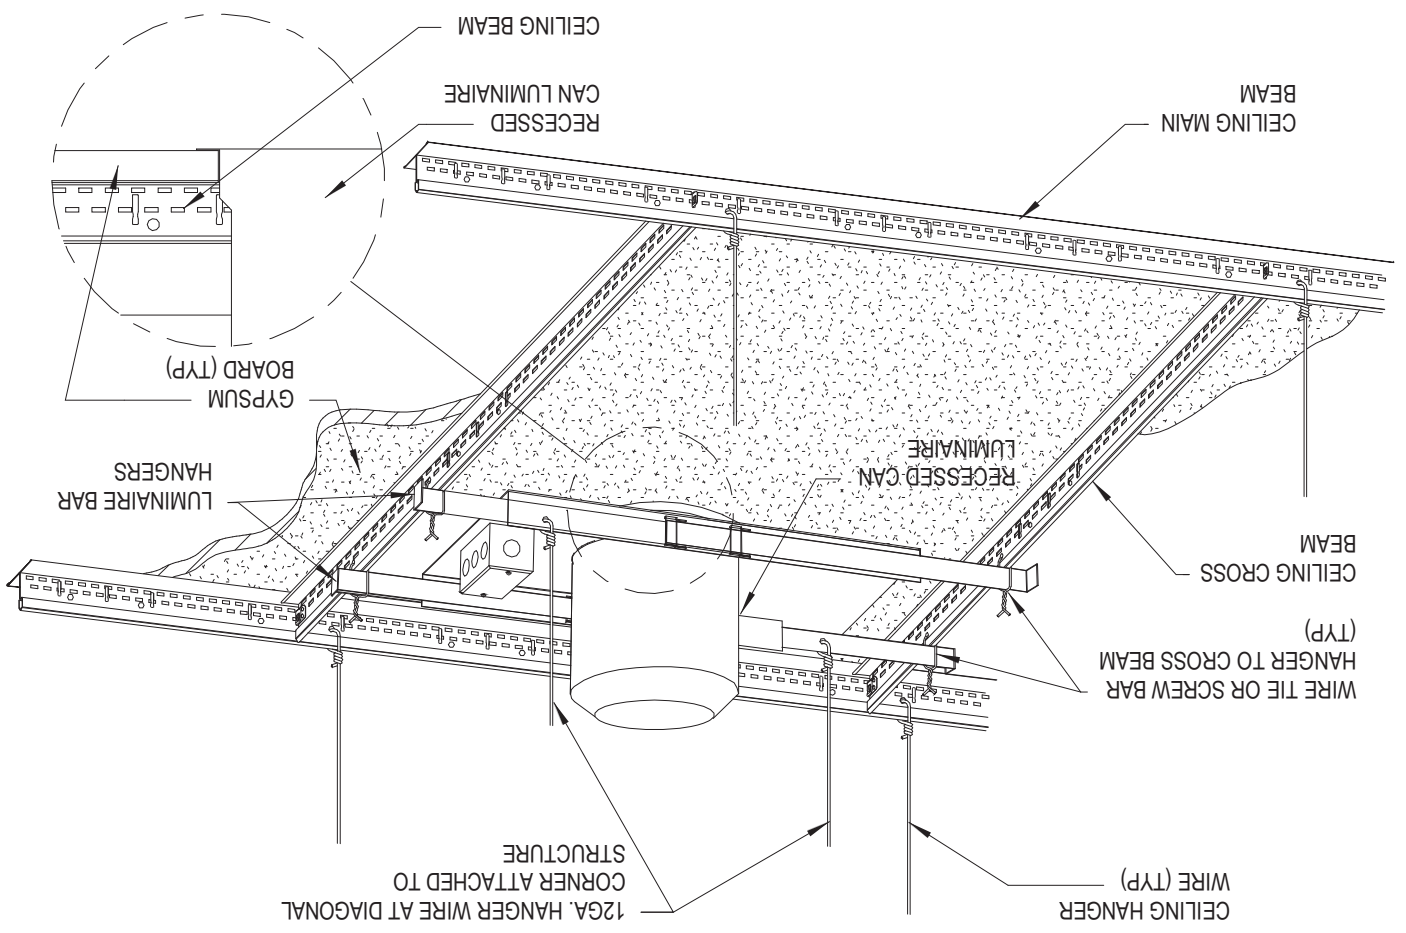 CEILING HANGER
WIRE (TYP)
12GA. HANGER WIRE AT DIAGONAL
CORNER ATTACHED TO
STRUCTURE
WIRE TIE OR SCREW BAR
HANGER TO CROSS BEAM
(TYP)
CEILING CROSS
BEAM
LUMINAIRE BAR
HANGERS
RECESSED CAN
LUMINAIRE
GYPSUM
BOARD (TYP)
CEILING MAIN
BEAM
RECESSED
CAN LUMINAIRE
CEILING BEAM